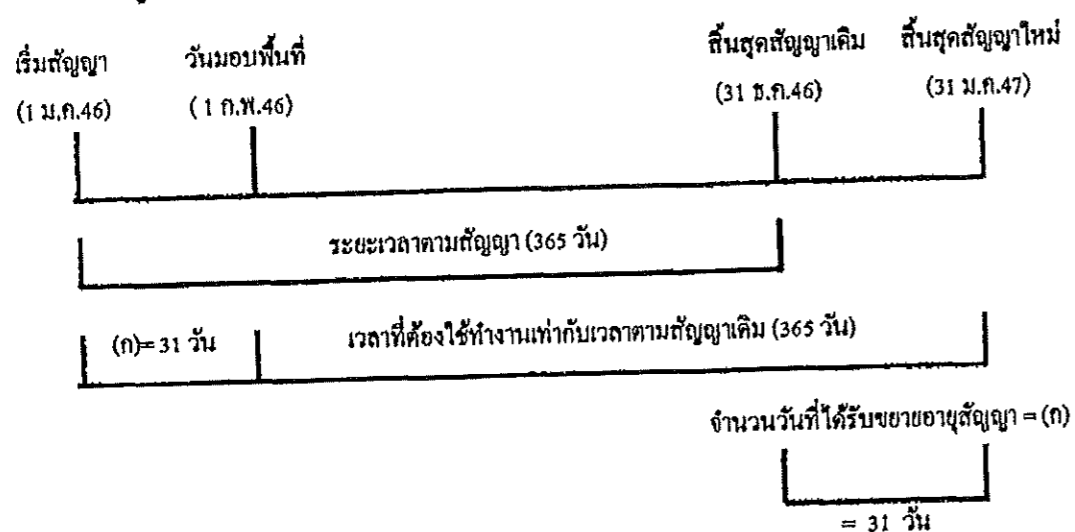 เริ่มสัญญา วันมอบพื้นที่ สิ้นสุดสัญญาเดิม สิ้นสุดสัญญาใหม่
(1 ม.ค.46) (1 ก.พ.46) (31 ธ.ค.46) (31 ม.ค.47)
ระยะเวลาตามสัญญา (365 วัน)
(ก)= 31 วัน เวลาที่ต้องใช้ทำงานเท่ากับเวลาตามสัญญาเดิม (365 วัน)
จำนวนวันที่ได้รับขยายอายุสัญญา = (ก)
= 31 วัน